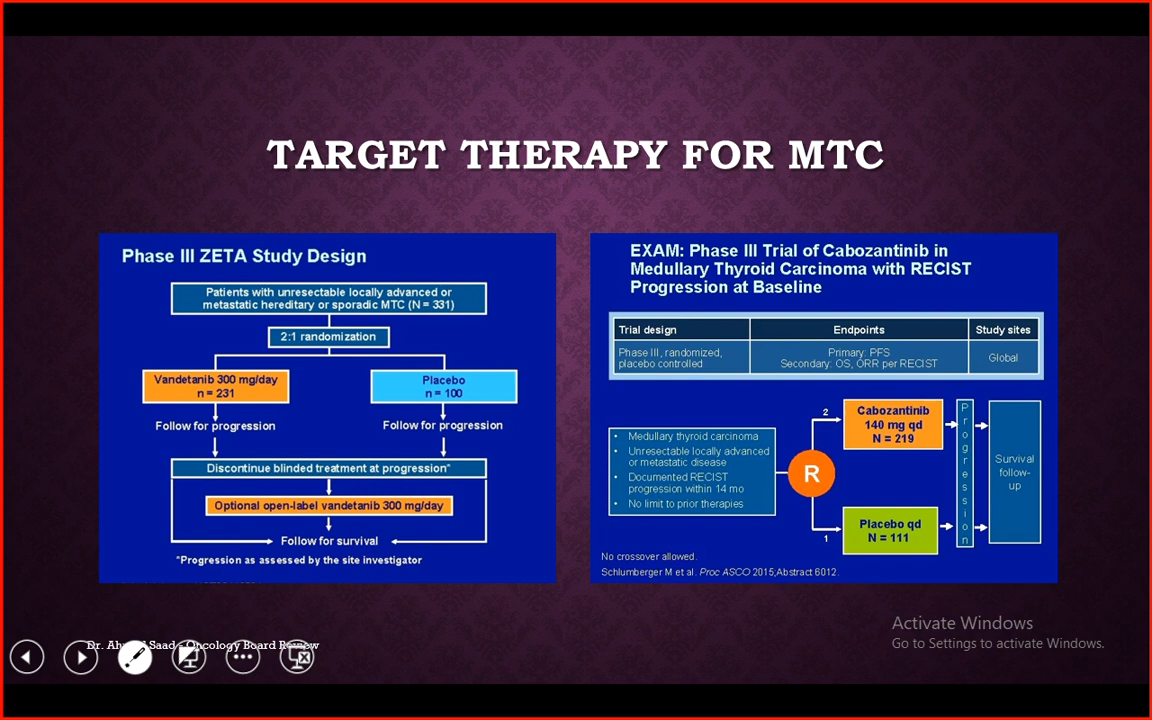 TARGET THERAPY FOR MTC
Phase III ZETA Study Design
Patients with unresectable locally advanced or
metastatic hereditary or sporadic MTC (N = 331)
2:1 randomization
Vandetanib 300 mg/day
n = 231
Placebo
n = 100
Follow for progression
Follow for progression
Discontinue blinded treatment at progression*
Optional open-label vandetanib 300 mg/day
Follow for survival
*Progression as assessed by the site investigator
EXAM: Phase III Trial of Cabozantinib in
Medullary Thyroid Carcinoma with RECIST
Progression at Baseline
Trial design
Endpoints
Study sites
Phase III, randomized,
placebo controlled
Primary: PFS
Secondary: OS, ORR per RECIST
Global
• Medullary thyroid carcinoma
• Unresectable locally advanced
or metastatic disease
• Documented RECIST
progression within 14 mo
• No limit to prior therapies
R
2
1
Cabozantinib
140 mg qd
N = 219
Placebo qd
N = 111
Progression
Survival
follow-
up
No crossover allowed.
Schlumberger M et al. Proc ASCO 2015;Abstract 6012.
Dr. Saad - Oncology Board Review
Activate Windows
Go to Settings to activate Windows.